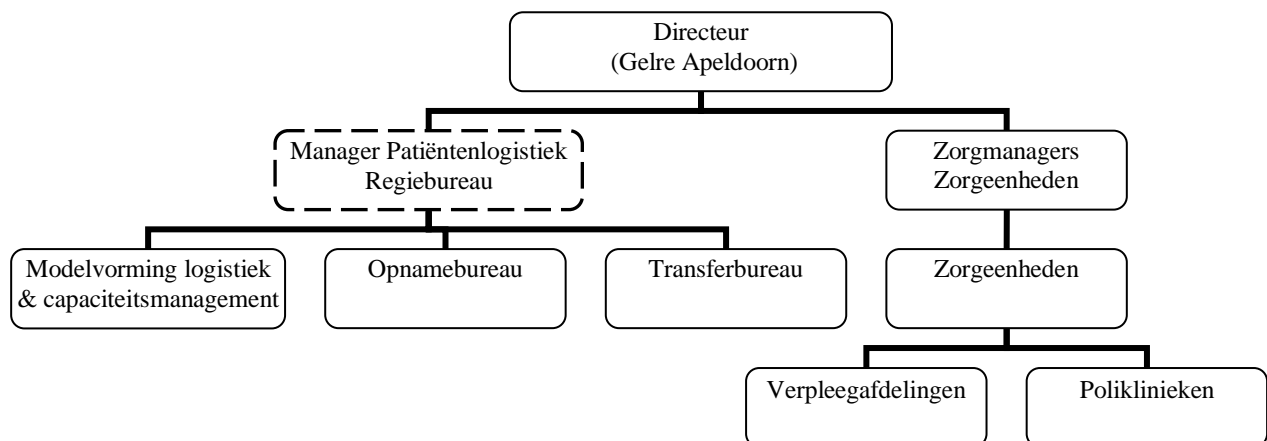 Directeur
(Gelre Apeldoorn)
Manager Patiëntenlogistiek
Regiebureau
Zorgmanagers
Zorgeenheden
Modelvorming logistiek
& capaciteitsmanagement
Opnamebureau
Transferbureau
Zorgeenheden
Verpleegafdelingen
Poliklinieken